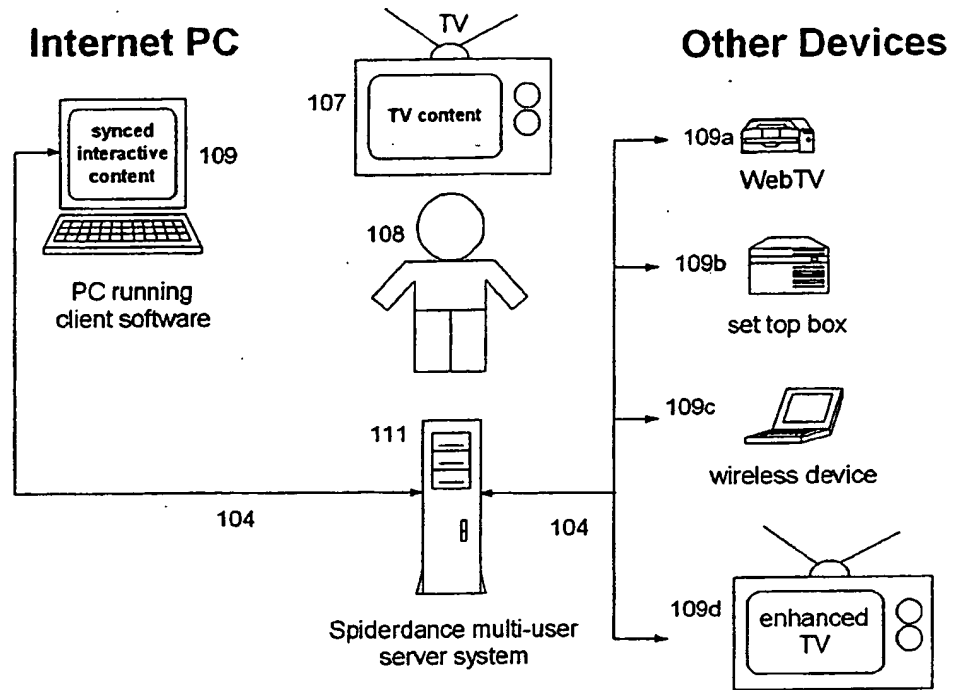 Internet PC
TV
Other Devices
107
TV content
synced
interactive
content
109
109a
WebTV
PC running
client software
108
109b
set top box
109c
wireless device
111
104
104
Spiderdance multi-user
server system
109d
enhanced
TV